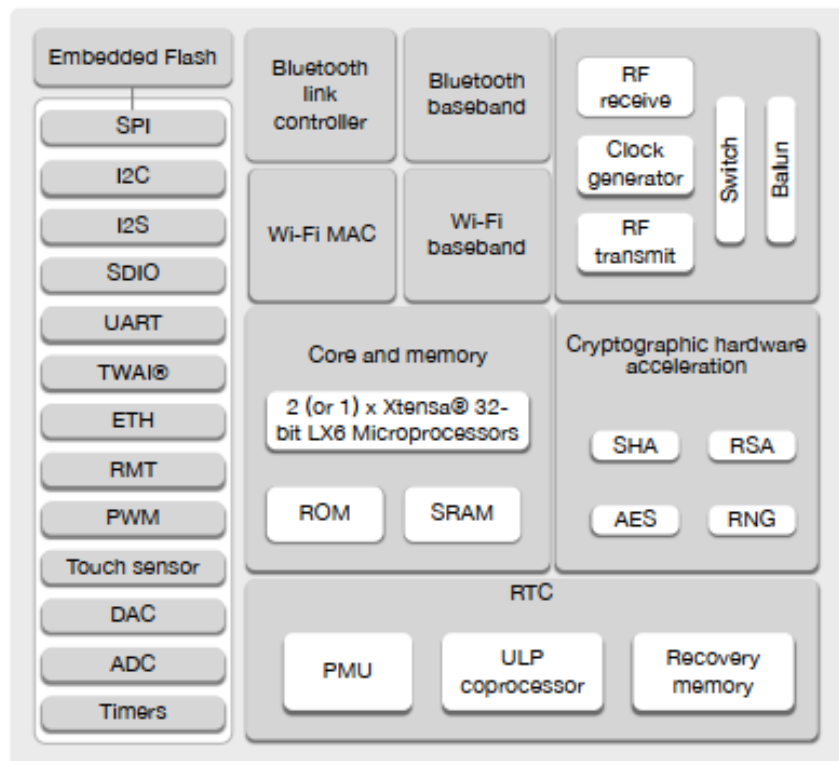 Embedded Flash
SPI
I2C
I2S
SDIO
UART
TWAI®
ETH
RMT
PWM
Touch sensor
DAC
ADC
Timers
Bluetooth
link
controller
Bluetooth
baseband
Wi-Fi MAC
Wi-Fi
baseband
RF
receive
Clock
generator
RF
transmit
Switch
Balun
Core and memory
2 (or 1) x Xtensa® 32-
bit LX6 Microprocessors
ROM
SRAM
Cryptographic hardware
acceleration
SHA
RSA
AES
RNG
RTC
PMU
ULP
coprocessor
Recovery
memory